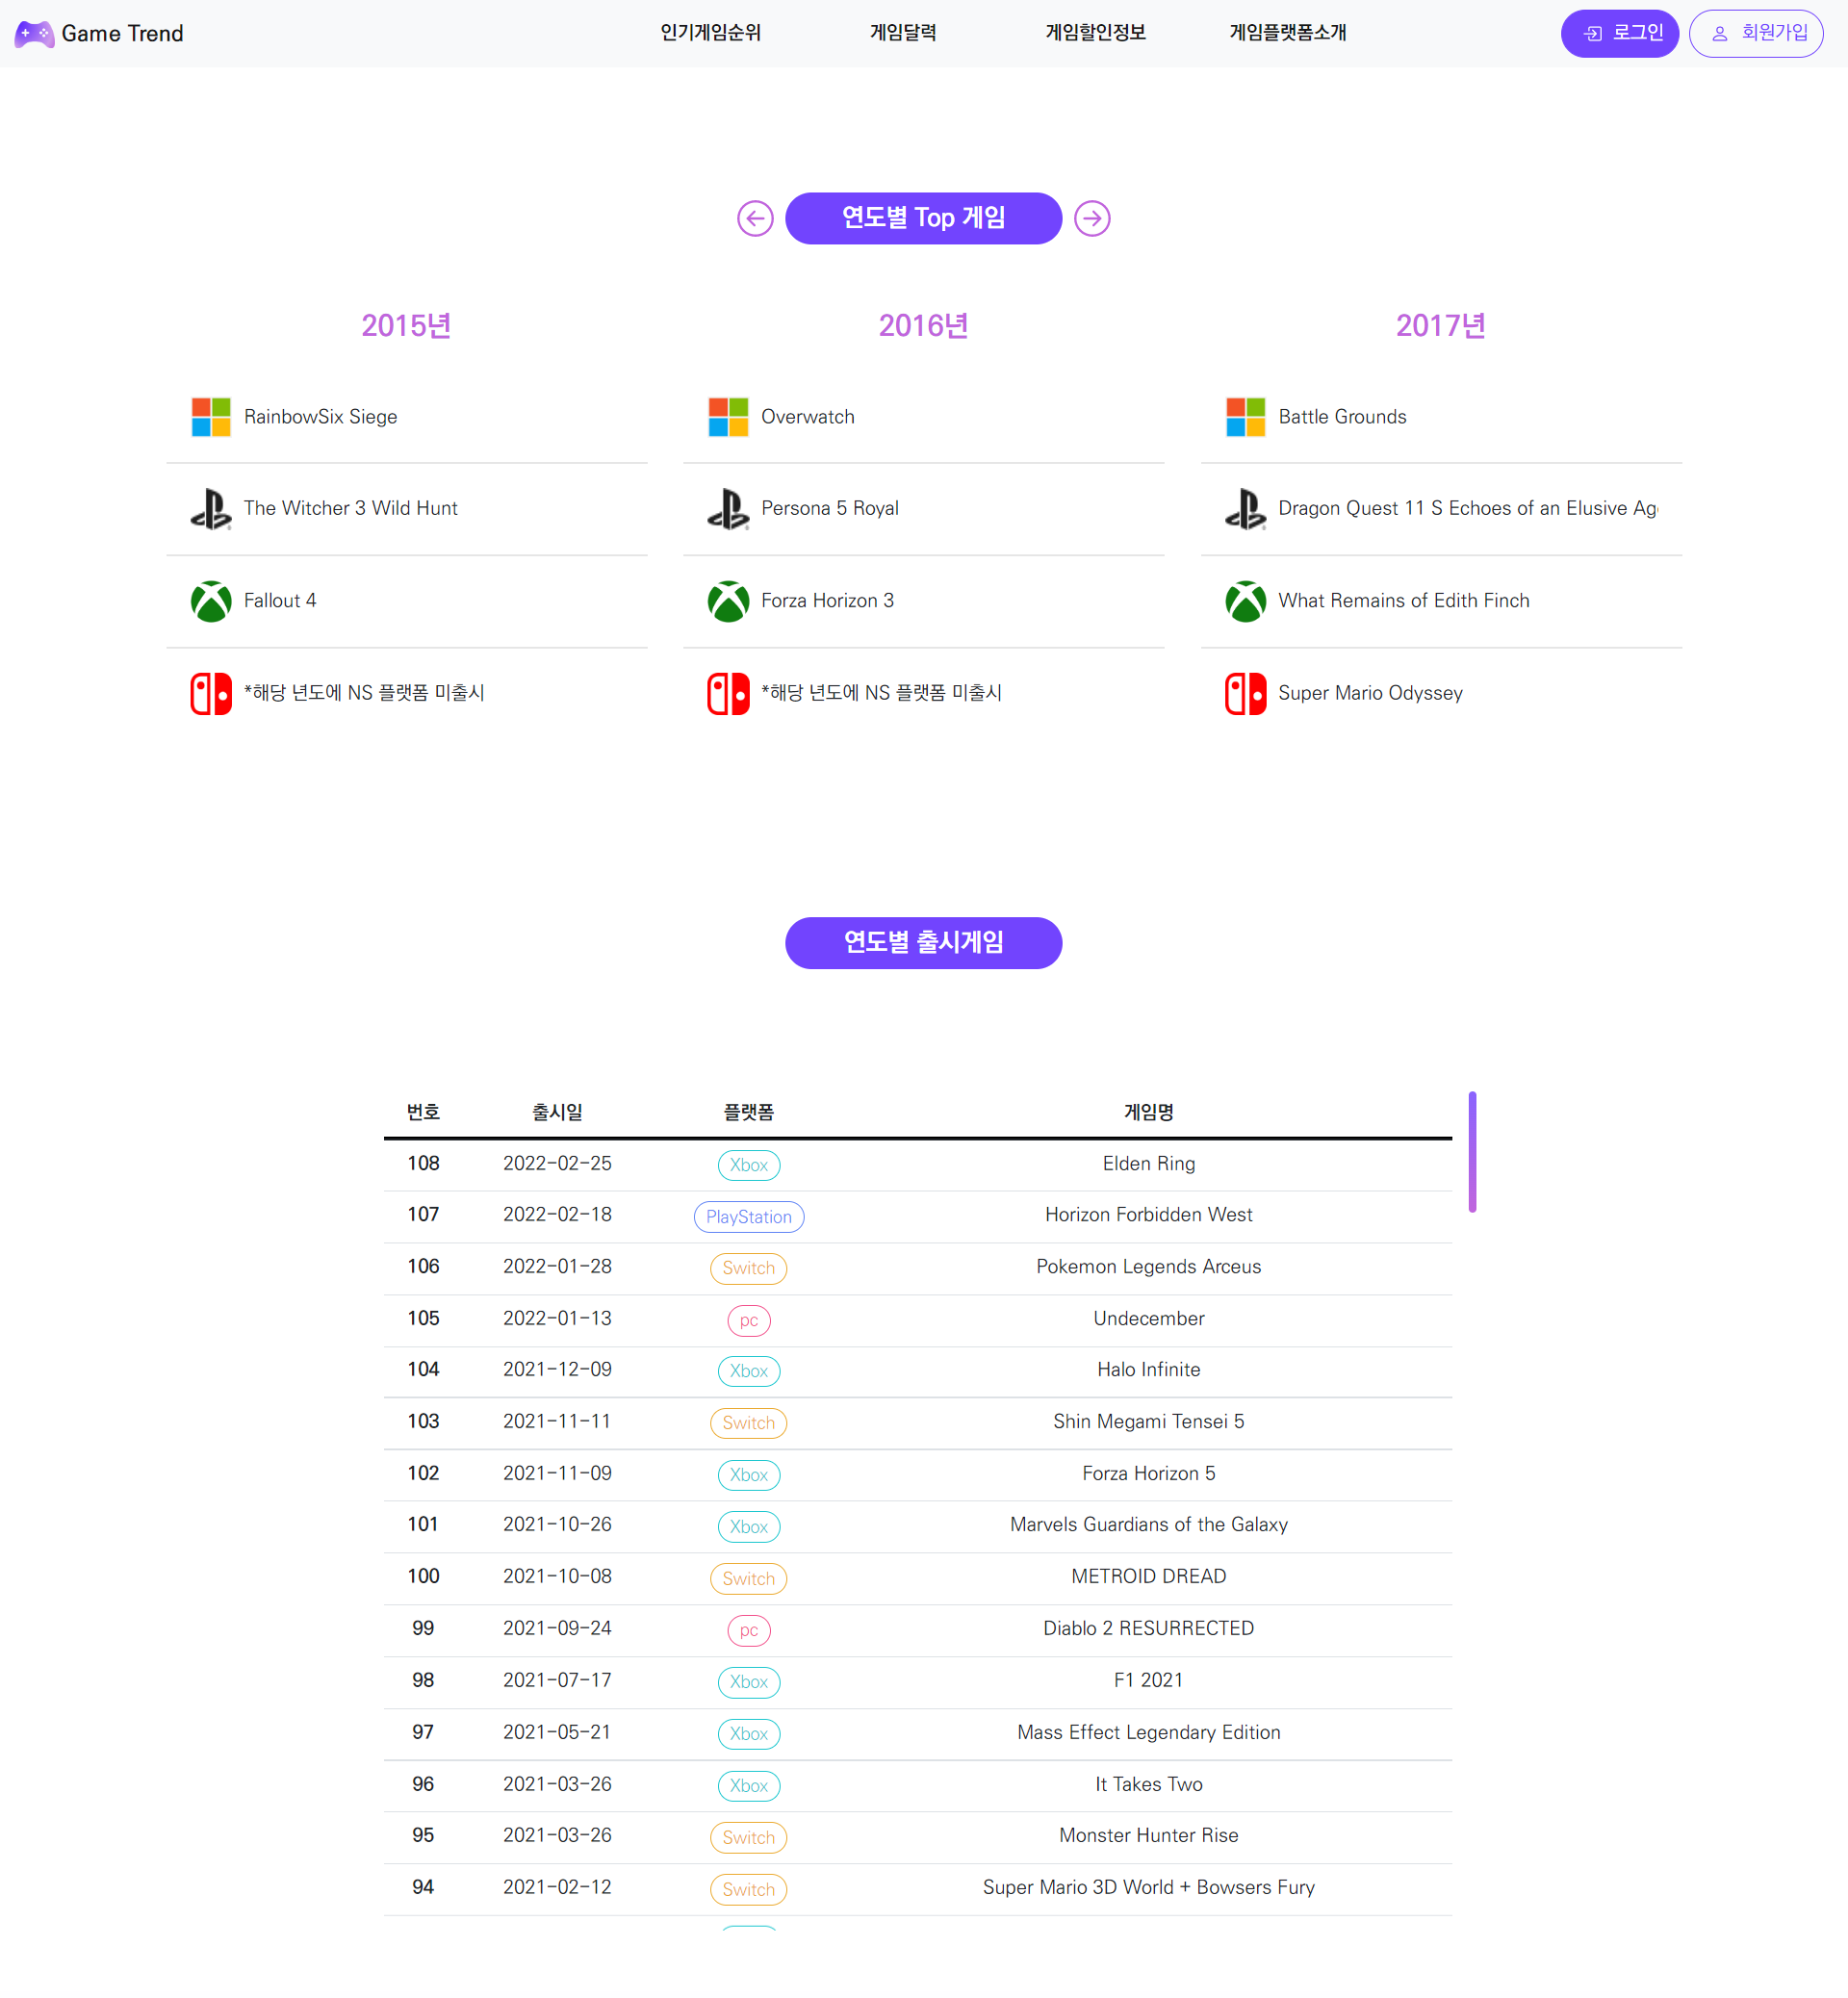 Game Trend 인기게임순위 게임달력 게임할인정보 게임플랫폼소개 로그인 회원가입
연도별 Top 게임
2015년 2016년 2017년
RainbowSix Siege Overwatch Battle Grounds
The Witcher 3 Wild Hunt Persona 5 Royal Dragon Quest 11 S Echoes of an Elusive Ag
Fallout 4 Forza Horizon 3 What Remains of Edith Finch
*해당 년도에 NS 플랫폼 미출시 *해당 년도에 NS 플랫폼 미출시 Super Mario Odyssey
연도별 출시게임
번호 출시일 플랫폼 게임명
108 2022-02-25 Xbox Elden Ring
107 2022-02-18 PlayStation Horizon Forbidden West
106 2022-01-28 Switch Pokemon Legends Arceus
105 2022-01-13 pc Undecember
104 2021-12-09 Xbox Halo Infinite
103 2021-11-11 Switch Shin Megami Tensei 5
102 2021-11-09 Xbox Forza Horizon 5
101 2021-10-26 Xbox Marvels Guardians of the Galaxy
100 2021-10-08 Switch METROID DREAD
99 2021-09-24 pc Diablo 2 RESURRECTED
98 2021-07-17 Xbox F1 2021
97 2021-05-21 Xbox Mass Effect Legendary Edition
96 2021-03-26 Xbox It Takes Two
95 2021-03-26 Switch Monster Hunter Rise
94 2021-02-12 Switch Super Mario 3D World + Bowsers Fury